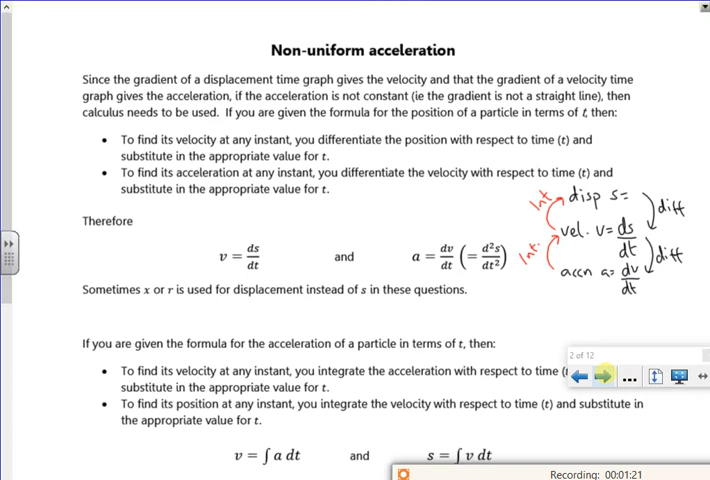 Non-uniform acceleration
Since the gradient of a displacement time graph gives the velocity and that the gradient of a velocity time
graph gives the acceleration, if the acceleration is not constant (ie the gradient is not a straight line), then
calculus needs to be used. If you are given the formula for the position of a particle in terms of t, then:
• To find its velocity at any instant, you differentiate the position with respect to time (t) and
substitute in the appropriate value for t.
• To find its acceleration at any instant, you differentiate the velocity with respect to time (t) and
substitute in the appropriate value for t.
Int disp s= diff
Therefore
v = ds/dt and a = dv/dt (= d²s/dt²)
Int. vel. v= ds/dt diff
accn a= dv/dt
Sometimes x or r is used for displacement instead of s in these questions.
If you are given the formula for the acceleration of a particle in terms of t, then:
2 of 12
• To find its velocity at any instant, you integrate the acceleration with respect to time (
substitute in the appropriate value for t.
• To find its position at any instant, you integrate the velocity with respect to time (t) and substitute in
the appropriate value for t.
v = ∫ a dt and s = ∫ v dt
Recording: 00:01:21